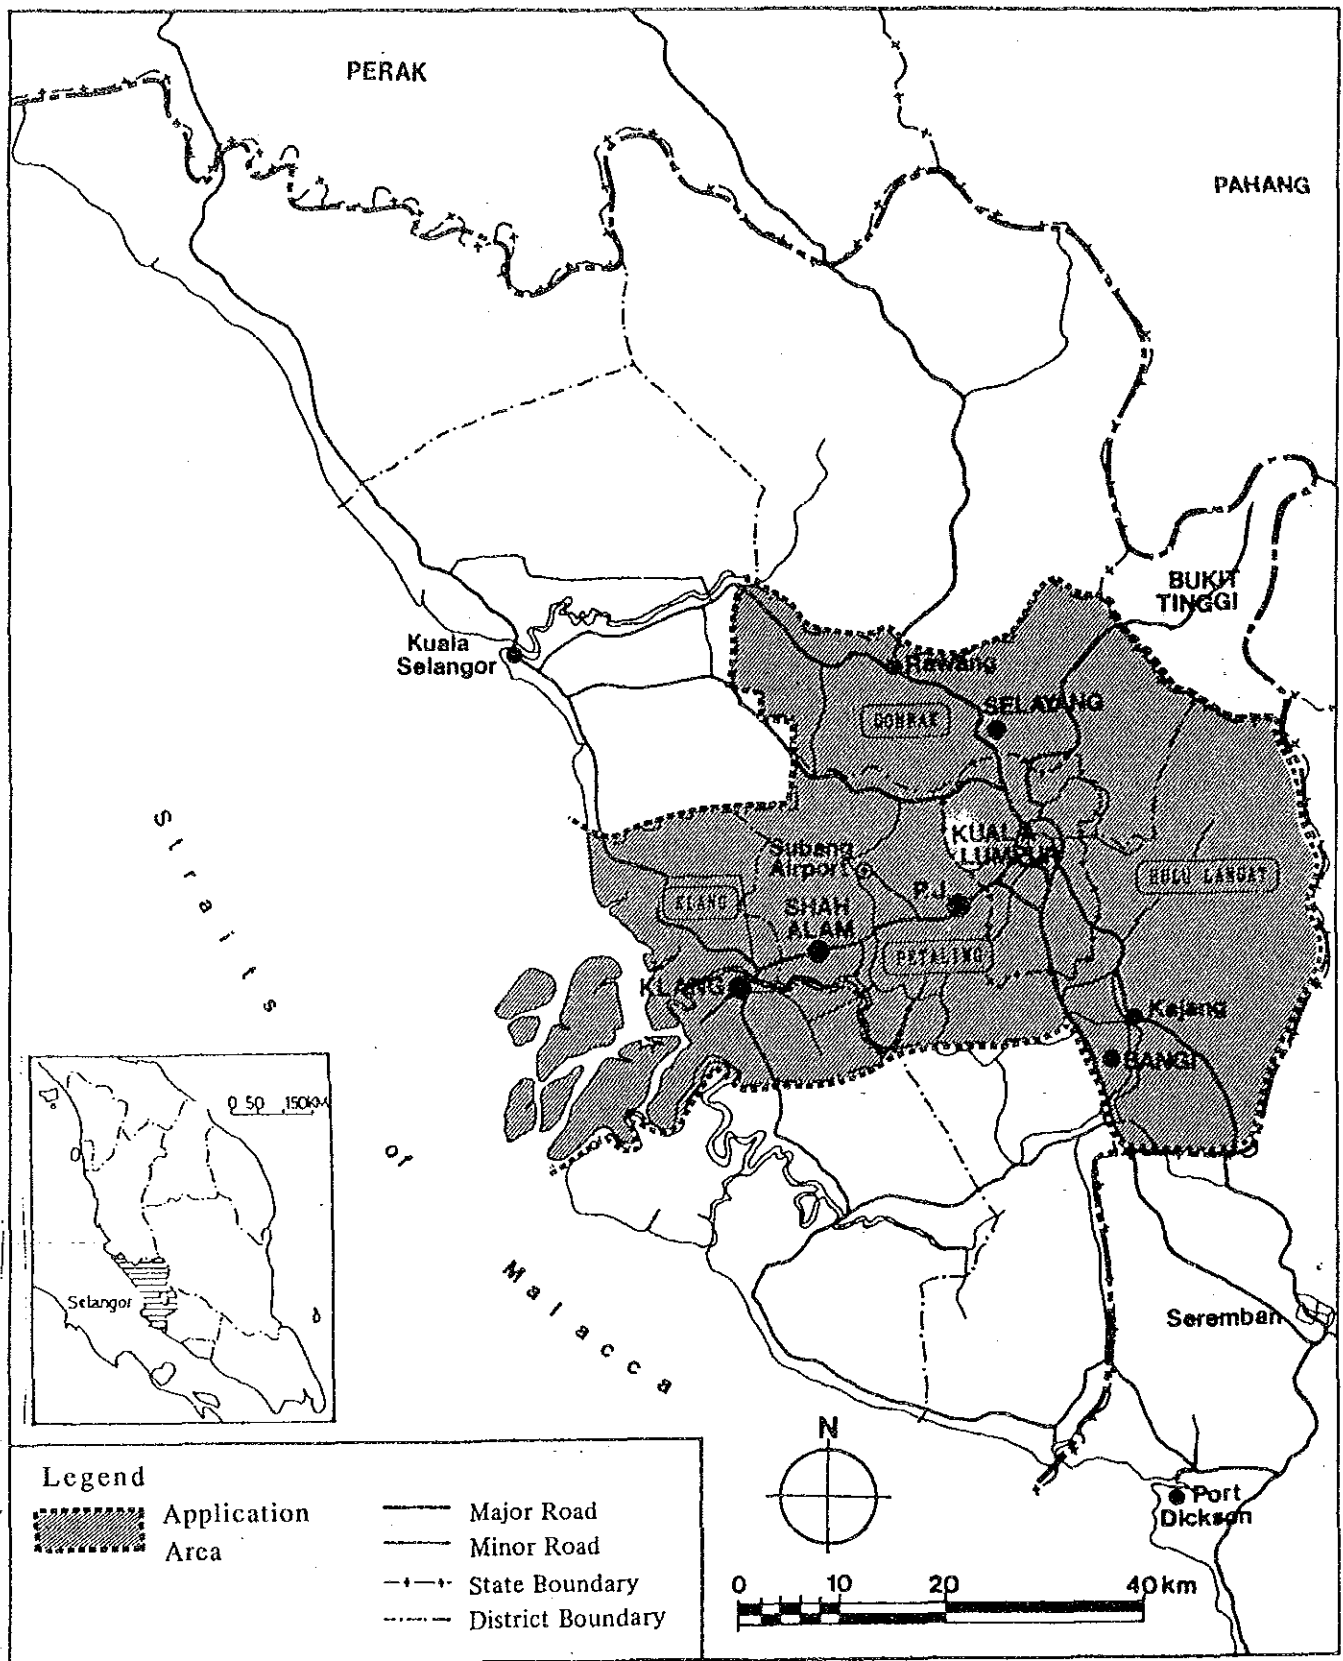 PERAK
PAHANG
BUKIT
TINGGI
Kuala
Selangor
Rawang
SELAYANG
GOMBAK
KUALA
LUMPUR
Subang
Airport
HULU LANGAT
KLANG
P.J.
SHAH
ALAM
PETALING
KLANG
Kajang
BANGI
Straits
of
Malacca
0 50 150KM
Selangor
Seremban
Port
Dickson
N
0 10 20 40km
Legend
Application
Area
Major Road
Minor Road
State Boundary
District Boundary